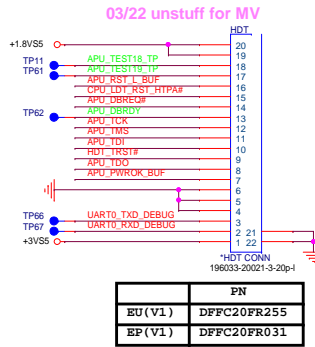 03/22 unstuff for MV
HDT
+1.8VS5
20
19
TP11
APU_TEST18_TP
18
TP61
APU_TEST19_TP
17
APU_RST_L_BUF
16
CPU_LDT_RST_HTPA#
15
APU_DBREQ#
14
TP62
APU_DBRDY
13
APU_TCK
12
APU_TMS
11
APU_TDI
10
HDT_TRST#
9
APU_TDO
8
APU_PWROK_BUF
7
6
5
4
TP66
UART0_TXD_DEBUG
3
TP67
UART0_RXD_DEBUG
2 21
+3VS5
1 22
*HDT CONN
196033-20021-3-20p-l
PN
EU(V1) DFFC20FR255
EP(V1) DFFC20FR031